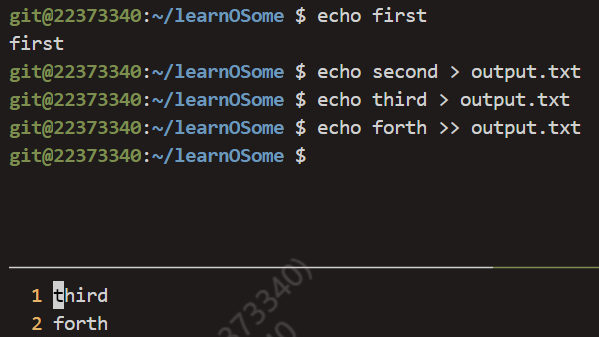 git@22373340:~/learnOSome $ echo first
first
git@22373340:~/learnOSome $ echo second > output.txt
git@22373340:~/learnOSome $ echo third > output.txt
git@22373340:~/learnOSome $ echo forth >> output.txt
git@22373340:~/learnOSome $
1 third
2 forth
373340)